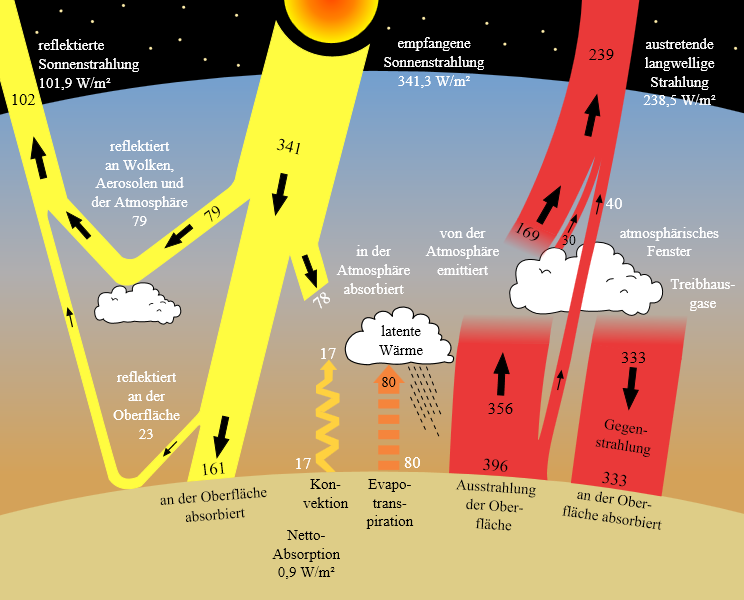 reflektierte
Sonnenstrahlung
101,9 W/m²
102
empfangene
Sonnenstrahlung
341,3 W/m²
239
austretende
langwellige
Strahlung
238,5 W/m²
341
reflektiert
an Wolken,
Aerosolen und
der Atmosphäre
79
79
in der
Atmosphäre
absorbiert
78
von der
Atmosphäre
emittiert
169
30
40
atmosphärisches
Fenster
Treibhaus-
gase
latente
Wärme
reflektiert
an der
Oberfläche
23
17
80
356
333
Gegen-
strahlung
161
17
80
396
333
an der Oberfläche
absorbiert
Kon-
vektion
Evapo-
trans-
piration
Ausstrahlung
der Ober-
fläche
an der Ober-
fläche absorbiert
Netto-
Absorption
0,9 W/m²